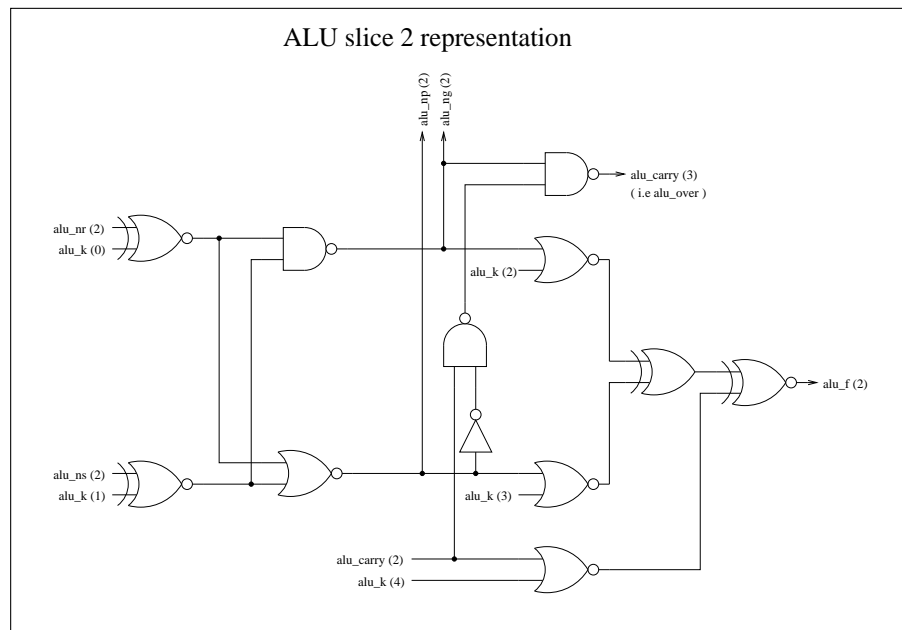 ALU slice 2 representation
alu_np (2)
alu_ng (2)
alu_carry (3)
( i.e alu_over )
alu_nr (2)
alu_k (0)
alu_k (2)
alu_f (2)
alu_ns (2)
alu_k (1)
alu_k (3)
alu_carry (2)
alu_k (4)